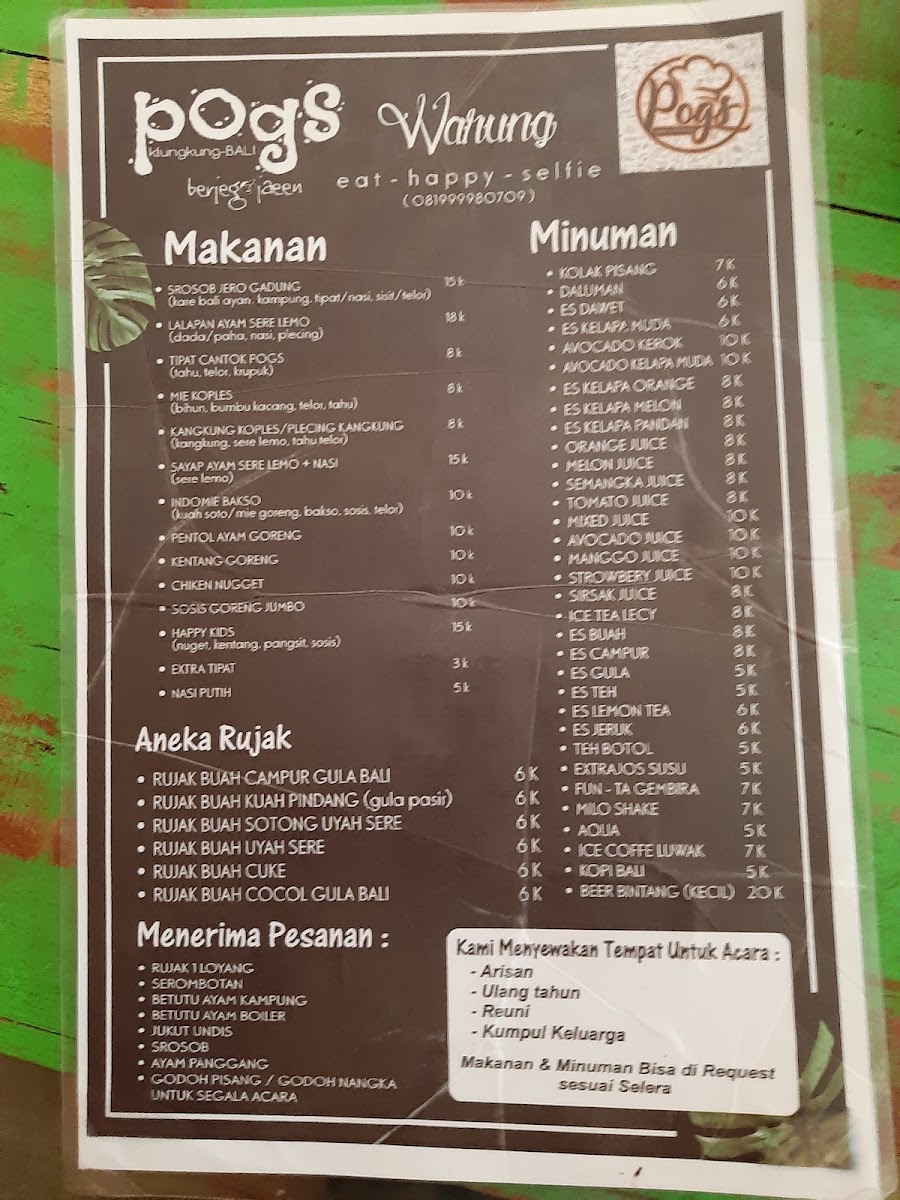 pogs
klungkung-BALI
Warung
Pogs
eat - happy - selfie
(081999980709)
Makanan
• SROSOB JERO GADUNG 15k
(kare bali ayan, kampung, tipat/nasi, sisit/telor)
• LALAPAN AYAM SERE LEMO 18k
(dada/paha, nasi, plecing)
• TIPAT CANTOK POGS 8k
(tahu, telor, krupuk)
• MIE KOPLES 8k
(bihun, bumbu kacang, telor, tahu)
• KANGKUNG KOPLES/PLECING KANGKUNG 8k
(kangkung, sere lemo, tahu telor)
• SAYAP AYAM SERE LEMO + NASI 15k
(sere lemo)
• INDOMIE BAKSO 10k
(kuah soto/mie goreng, bakso, sosis, telor)
• PENTOL AYAM GORENG 10k
• KENTANG GORENG 10k
• CHIKEN NUGGET 10k
• SOSIS GORENG JUMBO 10k
• HAPPY KIDS 15k
(nuget, kentang, pangsit, sosis)
• EXTRA TIPAT 3k
• NASI PUTIH 5k
Aneka Rujak
• RUJAK BUAH CAMPUR GULA BALI 6K
• RUJAK BUAH KUAH PINDANG (gula pasir) 6K
• RUJAK BUAH SOTONG UYAH SERE 6K
• RUJAK BUAH UYAH SERE 6K
• RUJAK BUAH CUKE 6K
• RUJAK BUAH COCOL GULA BALI 6K
Menerima Pesanan :
• RUJAK 1 LOYANG
• SEROMBOTAN
• BETUTU AYAM KAMPUNG
• BETUTU AYAM BOILER
• JUKUT UNDIS
• SROSOB
• AYAM PANGGANG
• GODOH PISANG / GODOH NANGKA
UNTUK SEGALA ACARA
Minuman
• KOLAK PISANG 7K
• DALUMAN 6K
• ES DAWET 6K
• ES KELAPA MUDA 6K
• AVOCADO KEROK 10K
• AVOCADO KELAPA MUDA 10K
• ES KELAPA ORANGE 8K
• ES KELAPA MELON 8K
• ES KELAPA PANDAN 8K
• ORANGE JUICE 8K
• MELON JUICE 8K
• SEMANGKA JUICE 8K
• TOMATO JUICE 8K
• MIXED JUICE 10K
• AVOCADO JUICE 10K
• MANGGO JUICE 10K
• STROWBERY JUICE 10K
• SIRSAK JUICE 8K
• ICE TEA LECY 8K
• ES BUAH 8K
• ES CAMPUR 8K
• ES GULA 5K
• ES TEH 5K
• ES LEMON TEA 6K
• ES JERUK 6K
• TEH BOTOL 5K
• EXTRAJOS SUSU 5K
• FUN - TA GEMBIRA 7K
• MILO SHAKE 7K
• AQUA 5K
• ICE COFFE LUWAK 7K
• KOPI BALI 5K
• BEER BINTANG (KECIL) 20K
Kami Menyewakan Tempat Untuk Acara :
- Arisan
- Ulang tahun
- Reuni
- Kumpul Keluarga
Makanan & Minuman Bisa di Request
sesuai Selera